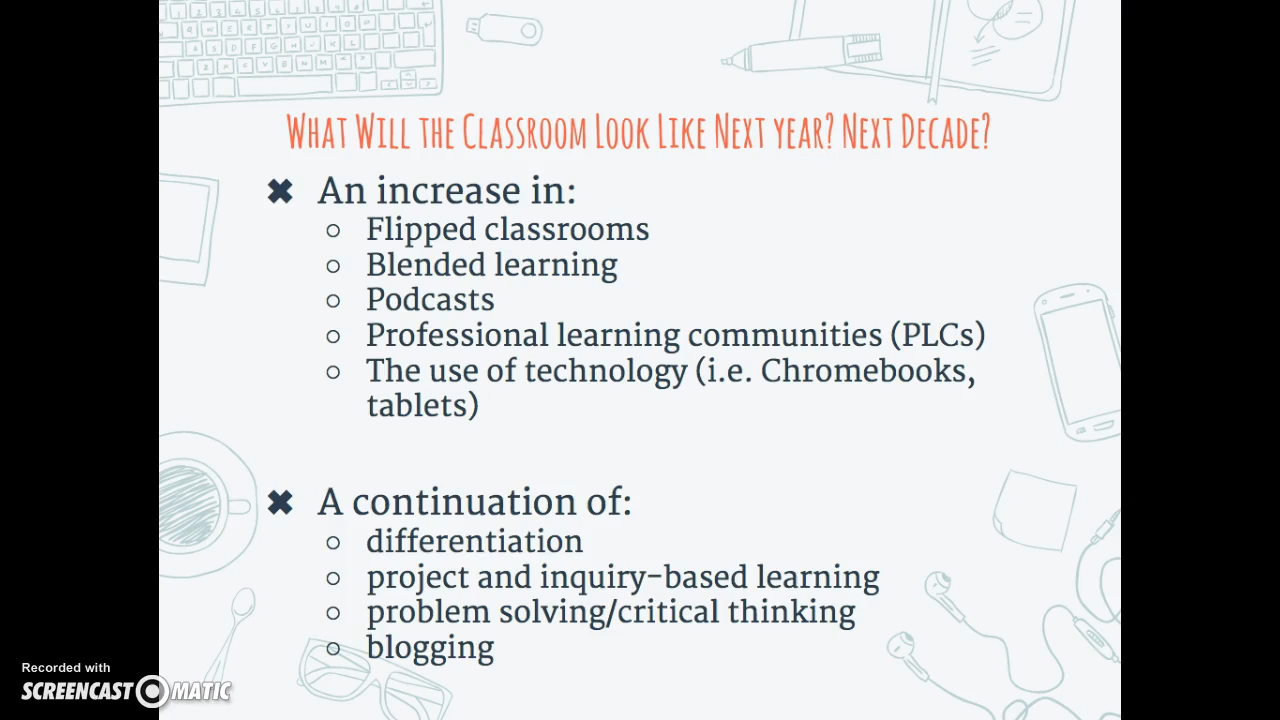 What Will the Classroom Look Like Next year? Next Decade?
✖ An increase in:
○ Flipped classrooms
○ Blended learning
○ Podcasts
○ Professional learning communities (PLCs)
○ The use of technology (i.e. Chromebooks,
tablets)
✖ A continuation of:
○ differentiation
○ project and inquiry-based learning
○ problem solving/critical thinking
○ blogging
Recorded with
SCREENCAST O MATIC